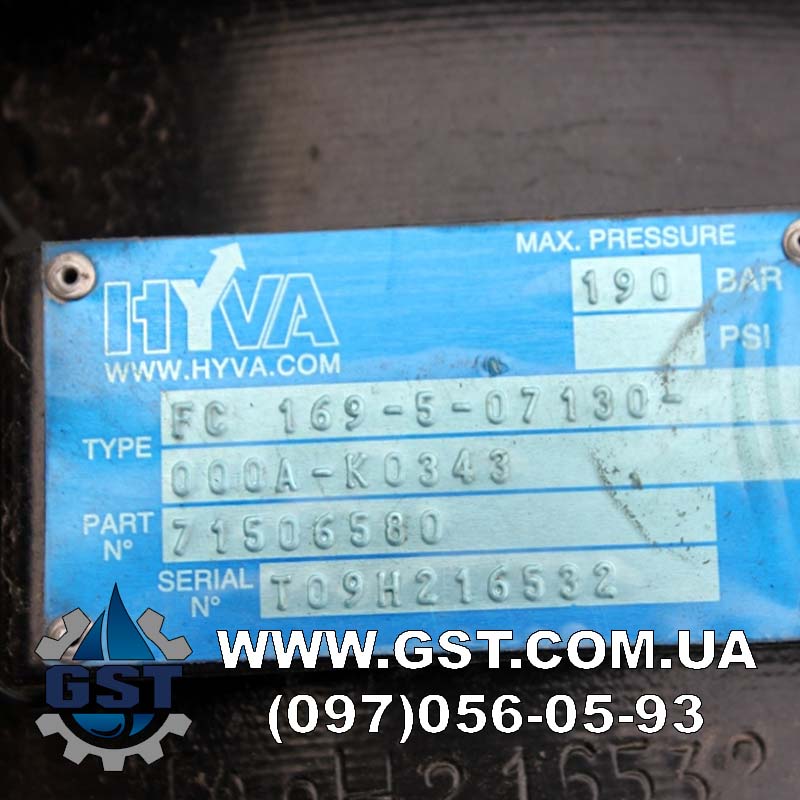 MAX. PRESSURE
HYVA
190 BAR
PSI
WWW.HYVA.COM
TYPE FC 169-5-07130-
000A-K0343
PART N° 71506580
SERIAL N° T09H216532
GST
WWW.GST.COM.UA
(097)056-05-93
H216532